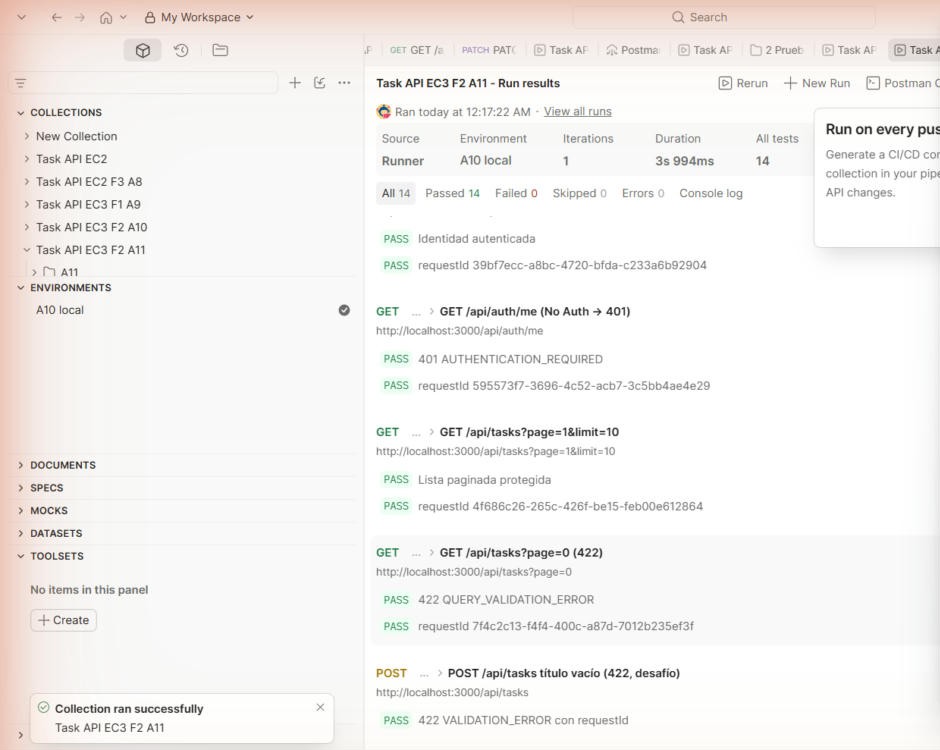 My Workspace
Search
GET GET /a
PATCH PATC
Task AP
Postma
Task AP
2 Prueb
Task AP
Task A
Task API EC3 F2 A11 - Run results
Rerun
New Run
Postman C
COLLECTIONS
New Collection
Task API EC2
Task API EC2 F3 A8
Task API EC3 F1 A9
Task API EC3 F2 A10
Task API EC3 F2 A11
A11
ENVIRONMENTS
A10 local
DOCUMENTS
SPECS
MOCKS
DATASETS
TOOLSETS
No items in this panel
Create
Collection ran successfully
Task API EC3 F2 A11
Ran today at 12:17:22 AM · View all runs
Source Environment Iterations Duration All tests
Runner A10 local 1 3s 994ms 14
All 14 Passed 14 Failed 0 Skipped 0 Errors 0 Console log
PASS Identidad autenticada
PASS requestId 39bf7ecc-a8bc-4720-bfda-c233a6b92904
GET ... > GET /api/auth/me (No Auth → 401)
http://localhost:3000/api/auth/me
PASS 401 AUTHENTICATION_REQUIRED
PASS requestId 595573f7-3696-4c52-acb7-3c5bb4ae4e29
GET ... > GET /api/tasks?page=1&limit=10
http://localhost:3000/api/tasks?page=1&limit=10
PASS Lista paginada protegida
PASS requestId 4f686c26-265c-426f-be15-feb00e612864
GET ... > GET /api/tasks?page=0 (422)
http://localhost:3000/api/tasks?page=0
PASS 422 QUERY_VALIDATION_ERROR
PASS requestId 7f4c2c13-f4f4-400c-a87d-7012b235ef3f
POST ... > POST /api/tasks título vacío (422, desafío)
http://localhost:3000/api/tasks
PASS 422 VALIDATION_ERROR con requestId
Run on every pus
Generate a CI/CD con
collection in your pipe
API changes.